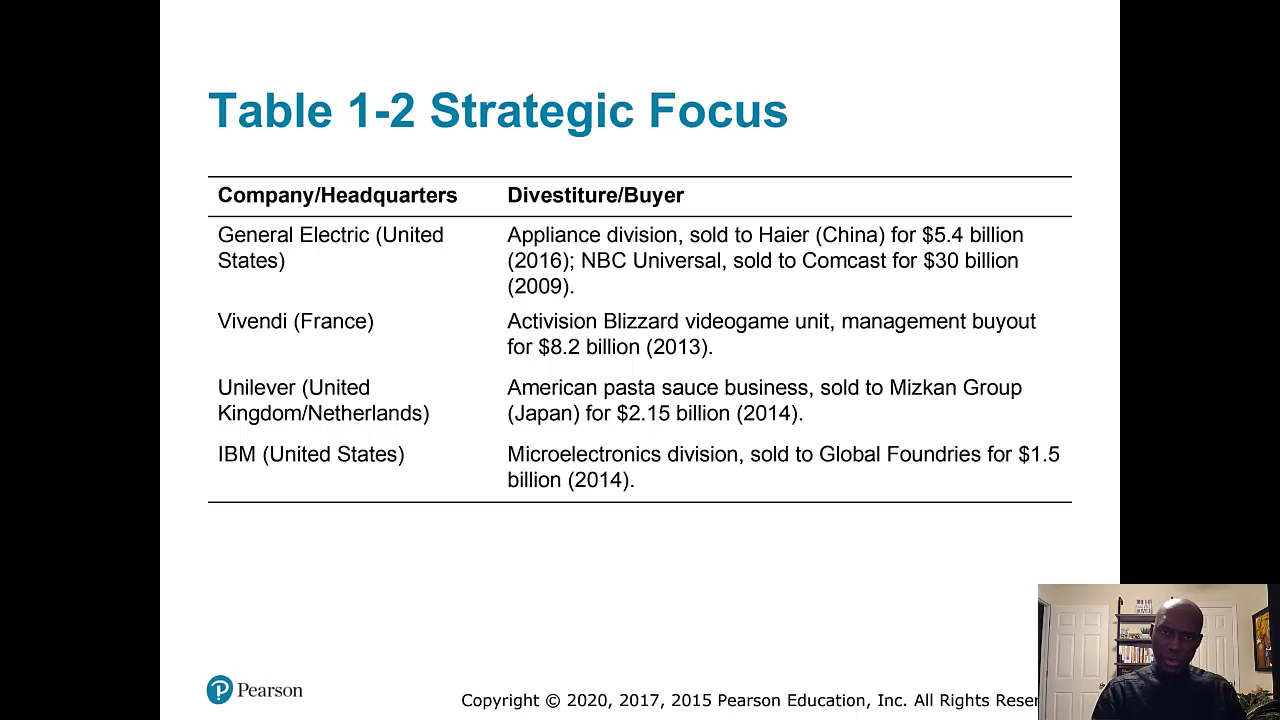 Table 1-2 Strategic Focus
Company/Headquarters Divestiture/Buyer
General Electric (United
States)
Appliance division, sold to Haier (China) for $5.4 billion
(2016); NBC Universal, sold to Comcast for $30 billion
(2009).
Vivendi (France)
Activision Blizzard videogame unit, management buyout
for $8.2 billion (2013).
Unilever (United
Kingdom/Netherlands)
American pasta sauce business, sold to Mizkan Group
(Japan) for $2.15 billion (2014).
IBM (United States)
Microelectronics division, sold to Global Foundries for $1.5
billion (2014).
Pearson
Copyright © 2020, 2017, 2015 Pearson Education, Inc. All Rights Reser